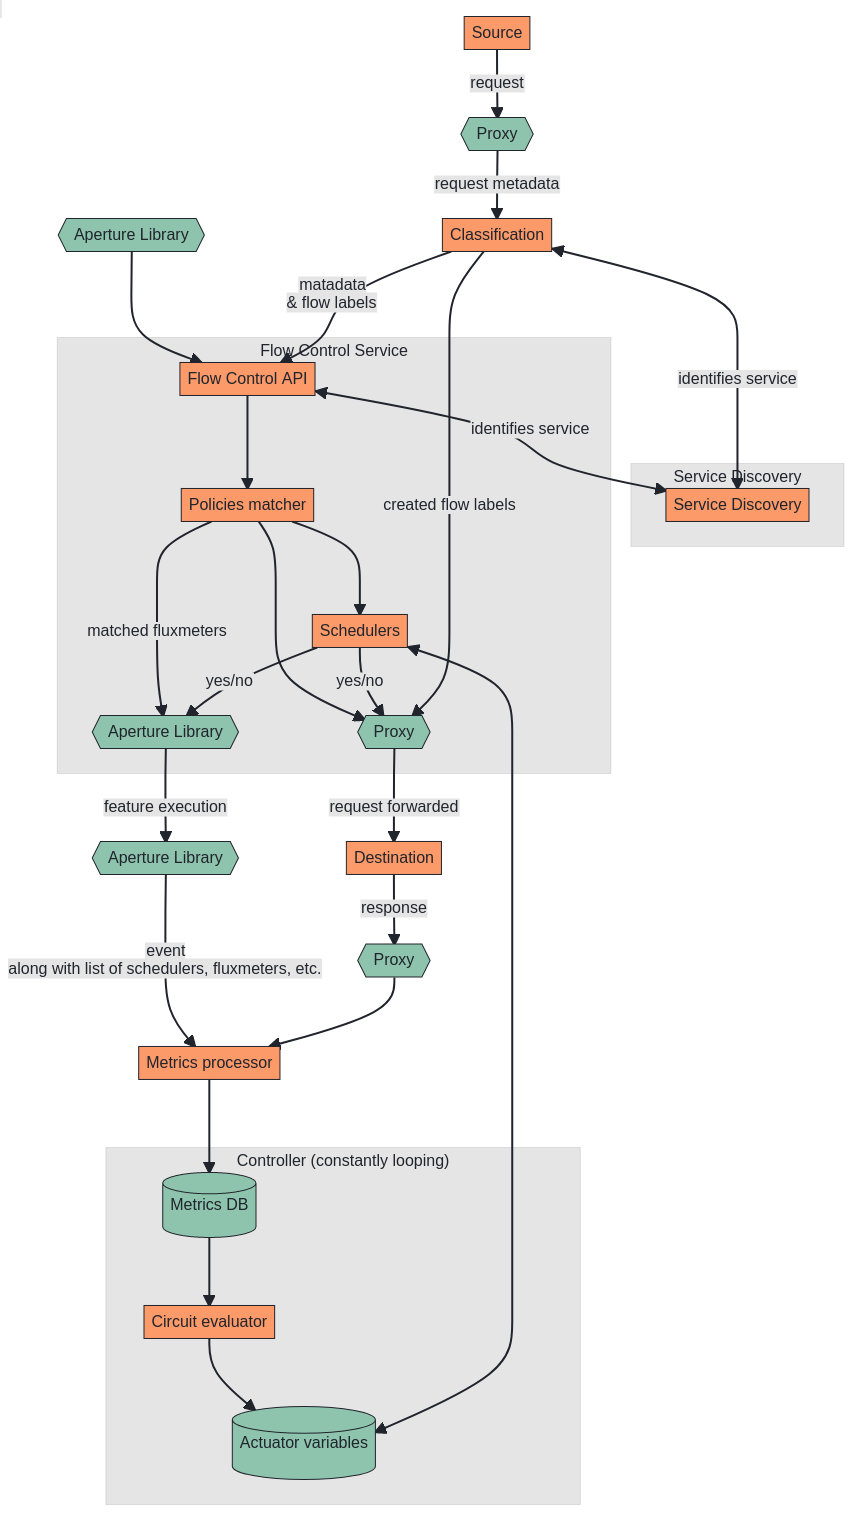 Source
request
Proxy
request metadata
Aperture Library
Classification
matadata
& flow labels
Flow Control Service
Flow Control API
identifies service
identifies service
Service Discovery
Service Discovery
Policies matcher
created flow labels
matched fluxmeters
Schedulers
yes/no
yes/no
Aperture Library
Proxy
feature execution
request forwarded
Aperture Library
Destination
response
event
along with list of schedulers, fluxmeters, etc.
Proxy
Metrics processor
Controller (constantly looping)
Metrics DB
Circuit evaluator
Actuator variables